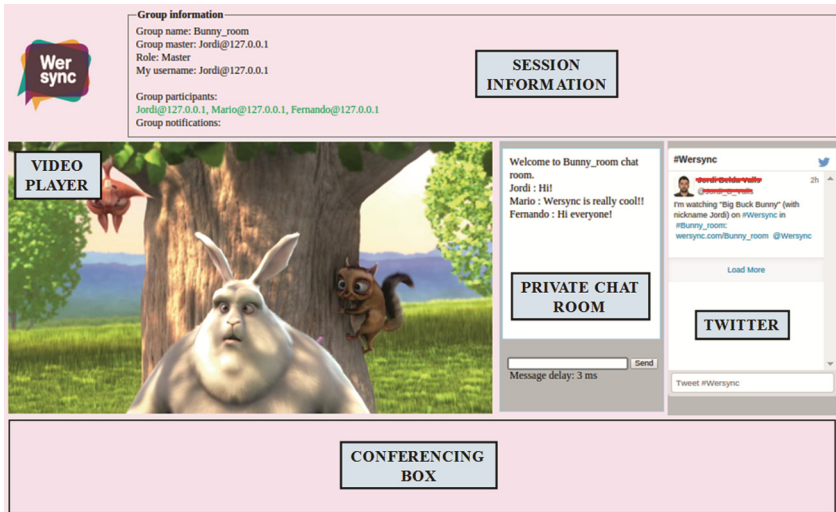 Group information
Group name: Bunny_room
Group master: Jordi@127.0.0.1
Role: Master
My username: Jordi@127.0.0.1
Group participants:
Jordi@127.0.0.1, Mario@127.0.0.1, Fernando@127.0.0.1
Group notifications:
Wer
sync
SESSION
INFORMATION
VIDEO
PLAYER
Welcome to Bunny_room chat
room.
Jordi : Hi!
Mario : Wersync is really cool!!
Fernando : Hi everyone!
PRIVATE CHAT
ROOM
Send
Message delay: 3 ms
#Wersync
2h
I'm watching "Big Buck Bunny" (with
nickname Jordi) on #Wersync in
#Bunny_room:
wersync.com/Bunny_room @Wersync
Load More
TWITTER
Tweet #Wersync
CONFERENCING
BOX